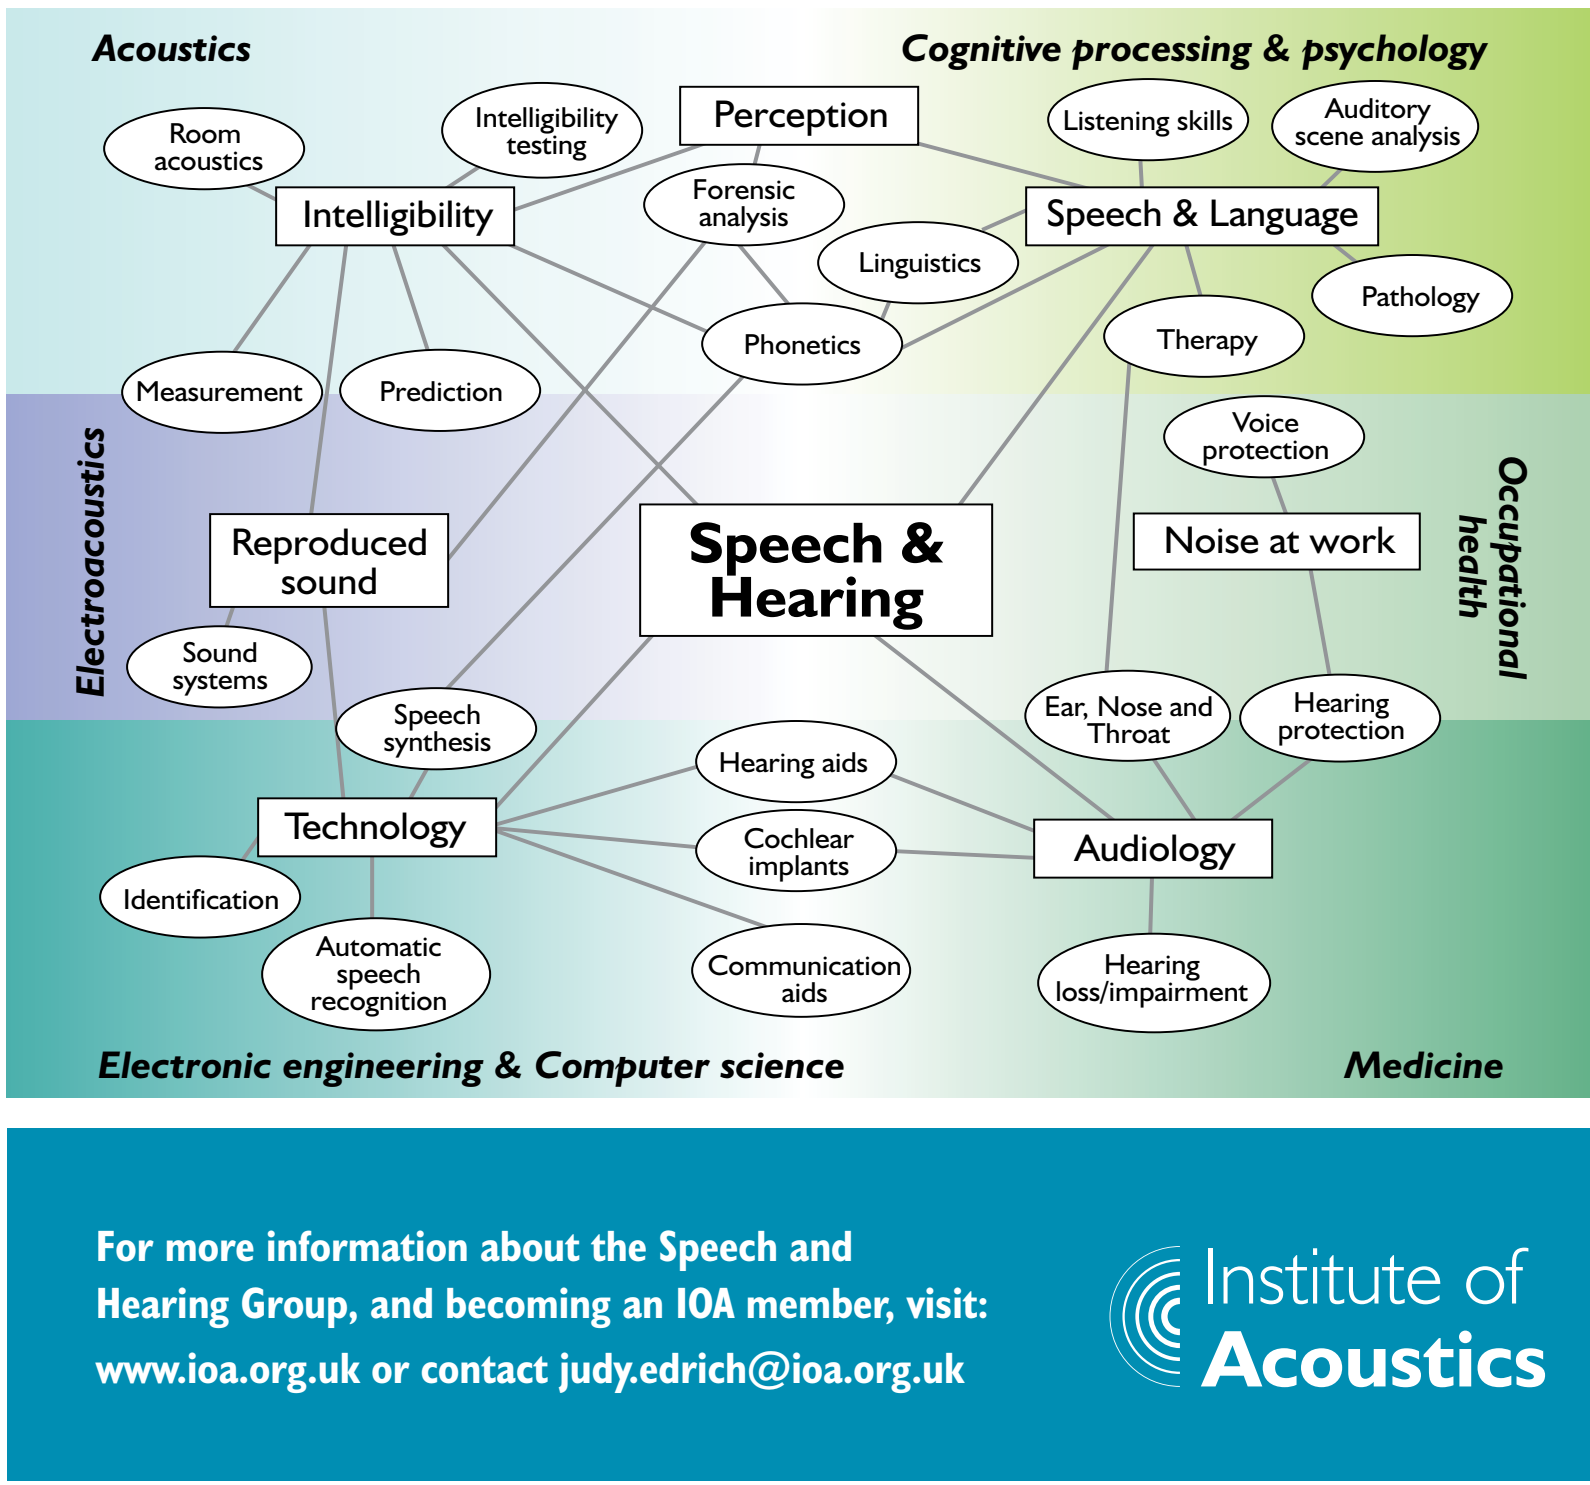 Acoustics
Cognitive processing & psychology
Room
acoustics
Intelligibility
testing
Perception
Listening skills
Auditory
scene analysis
Intelligibility
Forensic
analysis
Speech & Language
Linguistics
Pathology
Phonetics
Therapy
Measurement
Prediction
Voice
protection
Electroacoustics
Reproduced
sound
Speech &
Hearing
Noise at work
Occupational
health
Sound
systems
Speech
synthesis
Ear, Nose and
Throat
Hearing
protection
Hearing aids
Technology
Cochlear
implants
Audiology
Identification
Automatic
speech
recognition
Communication
aids
Hearing
loss/impairment
Electronic engineering & Computer science
Medicine
For more information about the Speech and
Hearing Group, and becoming an IOA member, visit:
www.ioa.org.uk or contact judy.edrich@ioa.org.uk
Institute of
Acoustics